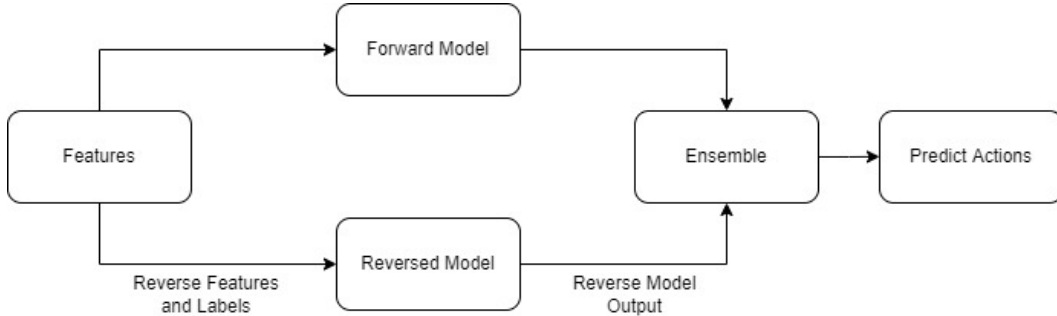 Forward Model
Features
Ensemble
Predict Actions
Reversed Model
Reverse Features
and Labels
Reverse Model
Output